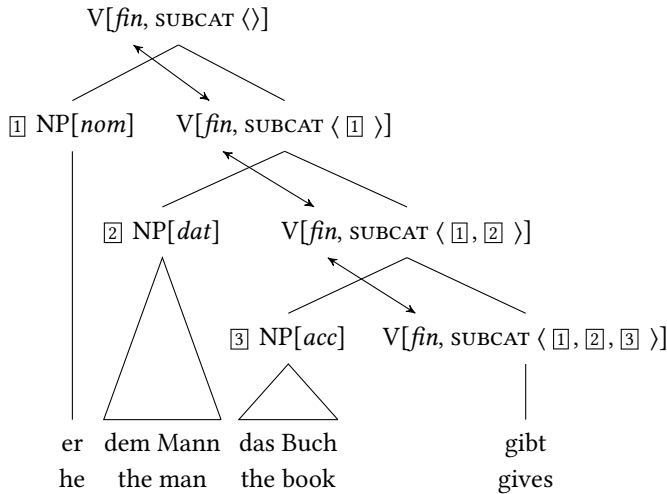 V[fin, SUBCAT ⟨⟩]
1 NP[nom] V[fin, SUBCAT ⟨ 1 ⟩]
2 NP[dat] V[fin, SUBCAT ⟨ 1, 2 ⟩]
3 NP[acc] V[fin, SUBCAT ⟨ 1, 2, 3 ⟩]
er dem Mann das Buch gibt
he the man the book gives